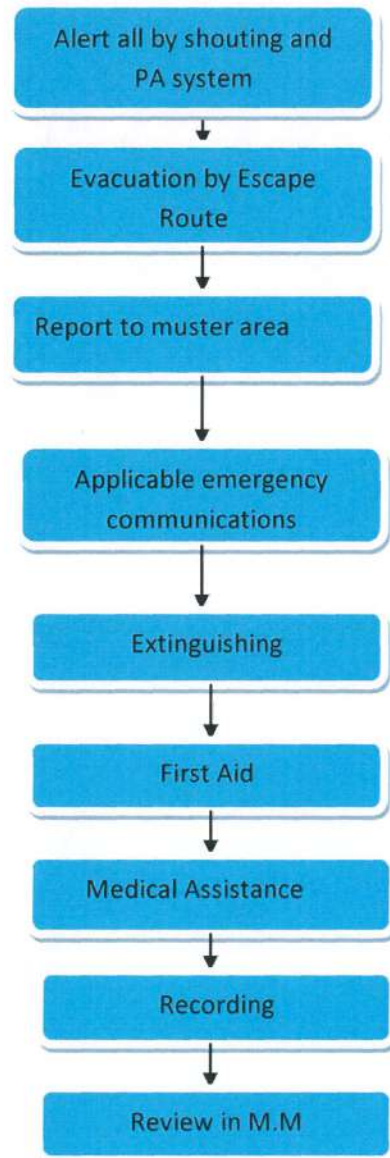 Alert all by shouting and
PA system
Evacuation by Escape
Route
Report to muster area
Applicable emergency
communications
Extinguishing
First Aid
Medical Assistance
Recording
Review in M.M